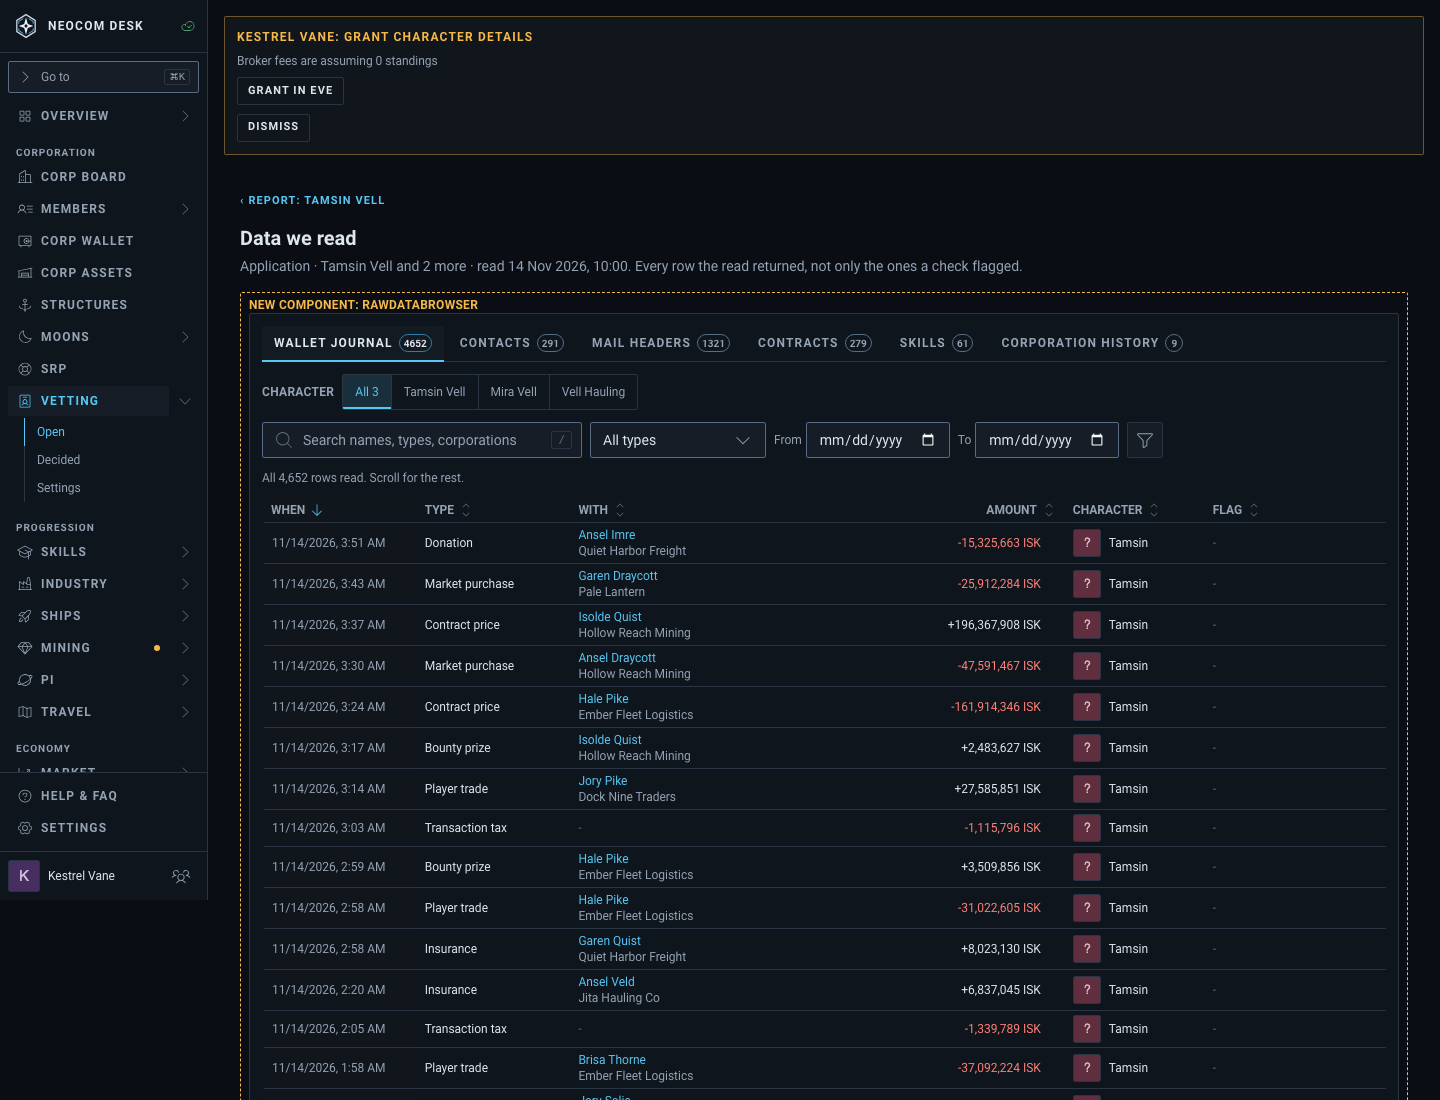 NEOCOM DESK
Go to
⌘K
OVERVIEW
CORPORATION
CORP BOARD
MEMBERS
CORP WALLET
CORP ASSETS
STRUCTURES
MOONS
SRP
VETTING
Open
Decided
Settings
PROGRESSION
SKILLS
INDUSTRY
SHIPS
MINING
PI
TRAVEL
ECONOMY
MARKET
HELP & FAQ
SETTINGS
K Kestrel Vane
KESTREL VANE: GRANT CHARACTER DETAILS
Broker fees are assuming 0 standings
GRANT IN EVE
DISMISS
‹ REPORT: TAMSIN VELL
Data we read
Application · Tamsin Vell and 2 more · read 14 Nov 2026, 10:00. Every row the read returned, not only the ones a check flagged.
NEW COMPONENT: RAWDATABROWSER
WALLET JOURNAL 4652 CONTACTS 291 MAIL HEADERS 1321 CONTRACTS 279 SKILLS 61 CORPORATION HISTORY 9
CHARACTER All 3 Tamsin Vell Mira Vell Vell Hauling
Search names, types, corporations / All types From mm/dd/yyyy To mm/dd/yyyy
All 4,652 rows read. Scroll for the rest.
WHEN TYPE WITH AMOUNT CHARACTER FLAG
11/14/2026, 3:51 AM Donation Ansel Imre Quiet Harbor Freight -15,325,663 ISK ? Tamsin -
11/14/2026, 3:43 AM Market purchase Garen Draycott Pale Lantern -25,912,284 ISK ? Tamsin -
11/14/2026, 3:37 AM Contract price Isolde Quist Hollow Reach Mining +196,367,908 ISK ? Tamsin -
11/14/2026, 3:30 AM Market purchase Ansel Draycott Hollow Reach Mining -47,591,467 ISK ? Tamsin -
11/14/2026, 3:24 AM Contract price Hale Pike Ember Fleet Logistics -161,914,346 ISK ? Tamsin -
11/14/2026, 3:17 AM Bounty prize Isolde Quist Hollow Reach Mining +2,483,627 ISK ? Tamsin -
11/14/2026, 3:14 AM Player trade Jory Pike Dock Nine Traders +27,585,851 ISK ? Tamsin -
11/14/2026, 3:03 AM Transaction tax - -1,115,796 ISK ? Tamsin -
11/14/2026, 2:59 AM Bounty prize Hale Pike Ember Fleet Logistics +3,509,856 ISK ? Tamsin -
11/14/2026, 2:58 AM Player trade Hale Pike Ember Fleet Logistics -31,022,605 ISK ? Tamsin -
11/14/2026, 2:58 AM Insurance Garen Quist Quiet Harbor Freight +8,023,130 ISK ? Tamsin -
11/14/2026, 2:20 AM Insurance Ansel Veld Jita Hauling Co +6,837,045 ISK ? Tamsin -
11/14/2026, 2:05 AM Transaction tax - -1,339,789 ISK ? Tamsin -
11/14/2026, 1:58 AM Player trade Brisa Thorne Ember Fleet Logistics -37,092,224 ISK ? Tamsin -